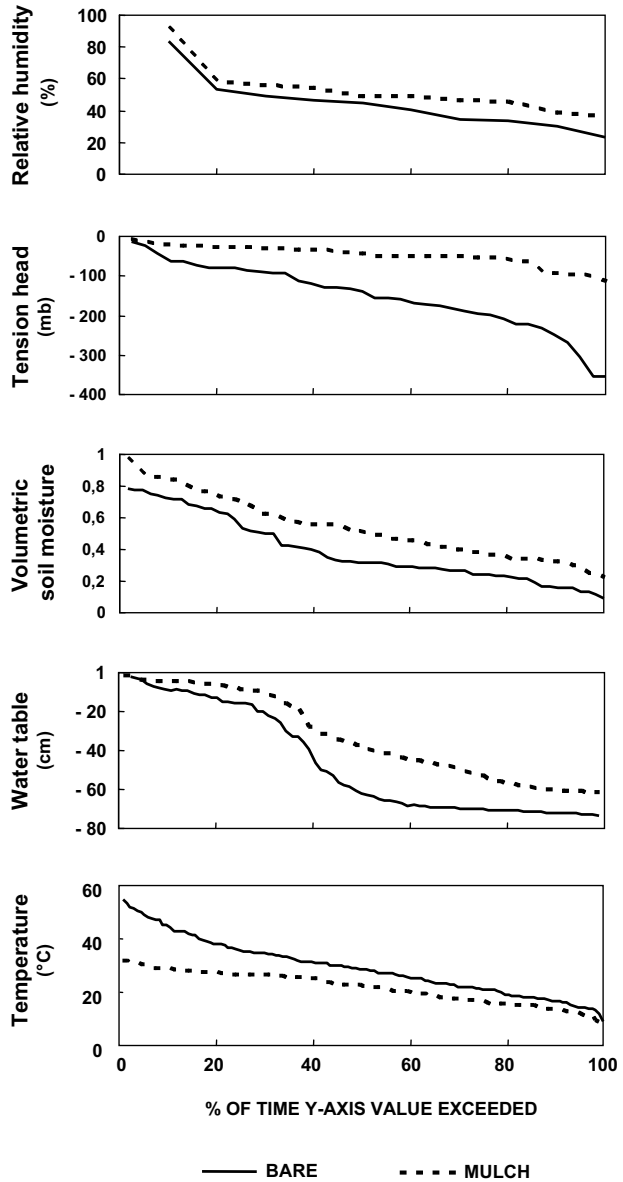 Relative humidity
(%)
100
80
60
40
20
0
Tension head
(mb)
0
- 100
- 200
- 300
- 400
Volumetric
soil moisture
1
0,8
0,6
0,4
0,2
0
Water table
(cm)
1
- 20
- 40
- 60
- 80
Temperature
(°C)
60
40
20
0
0 20 40 60 80 100
% OF TIME Y-AXIS VALUE EXCEEDED
BARE MULCH